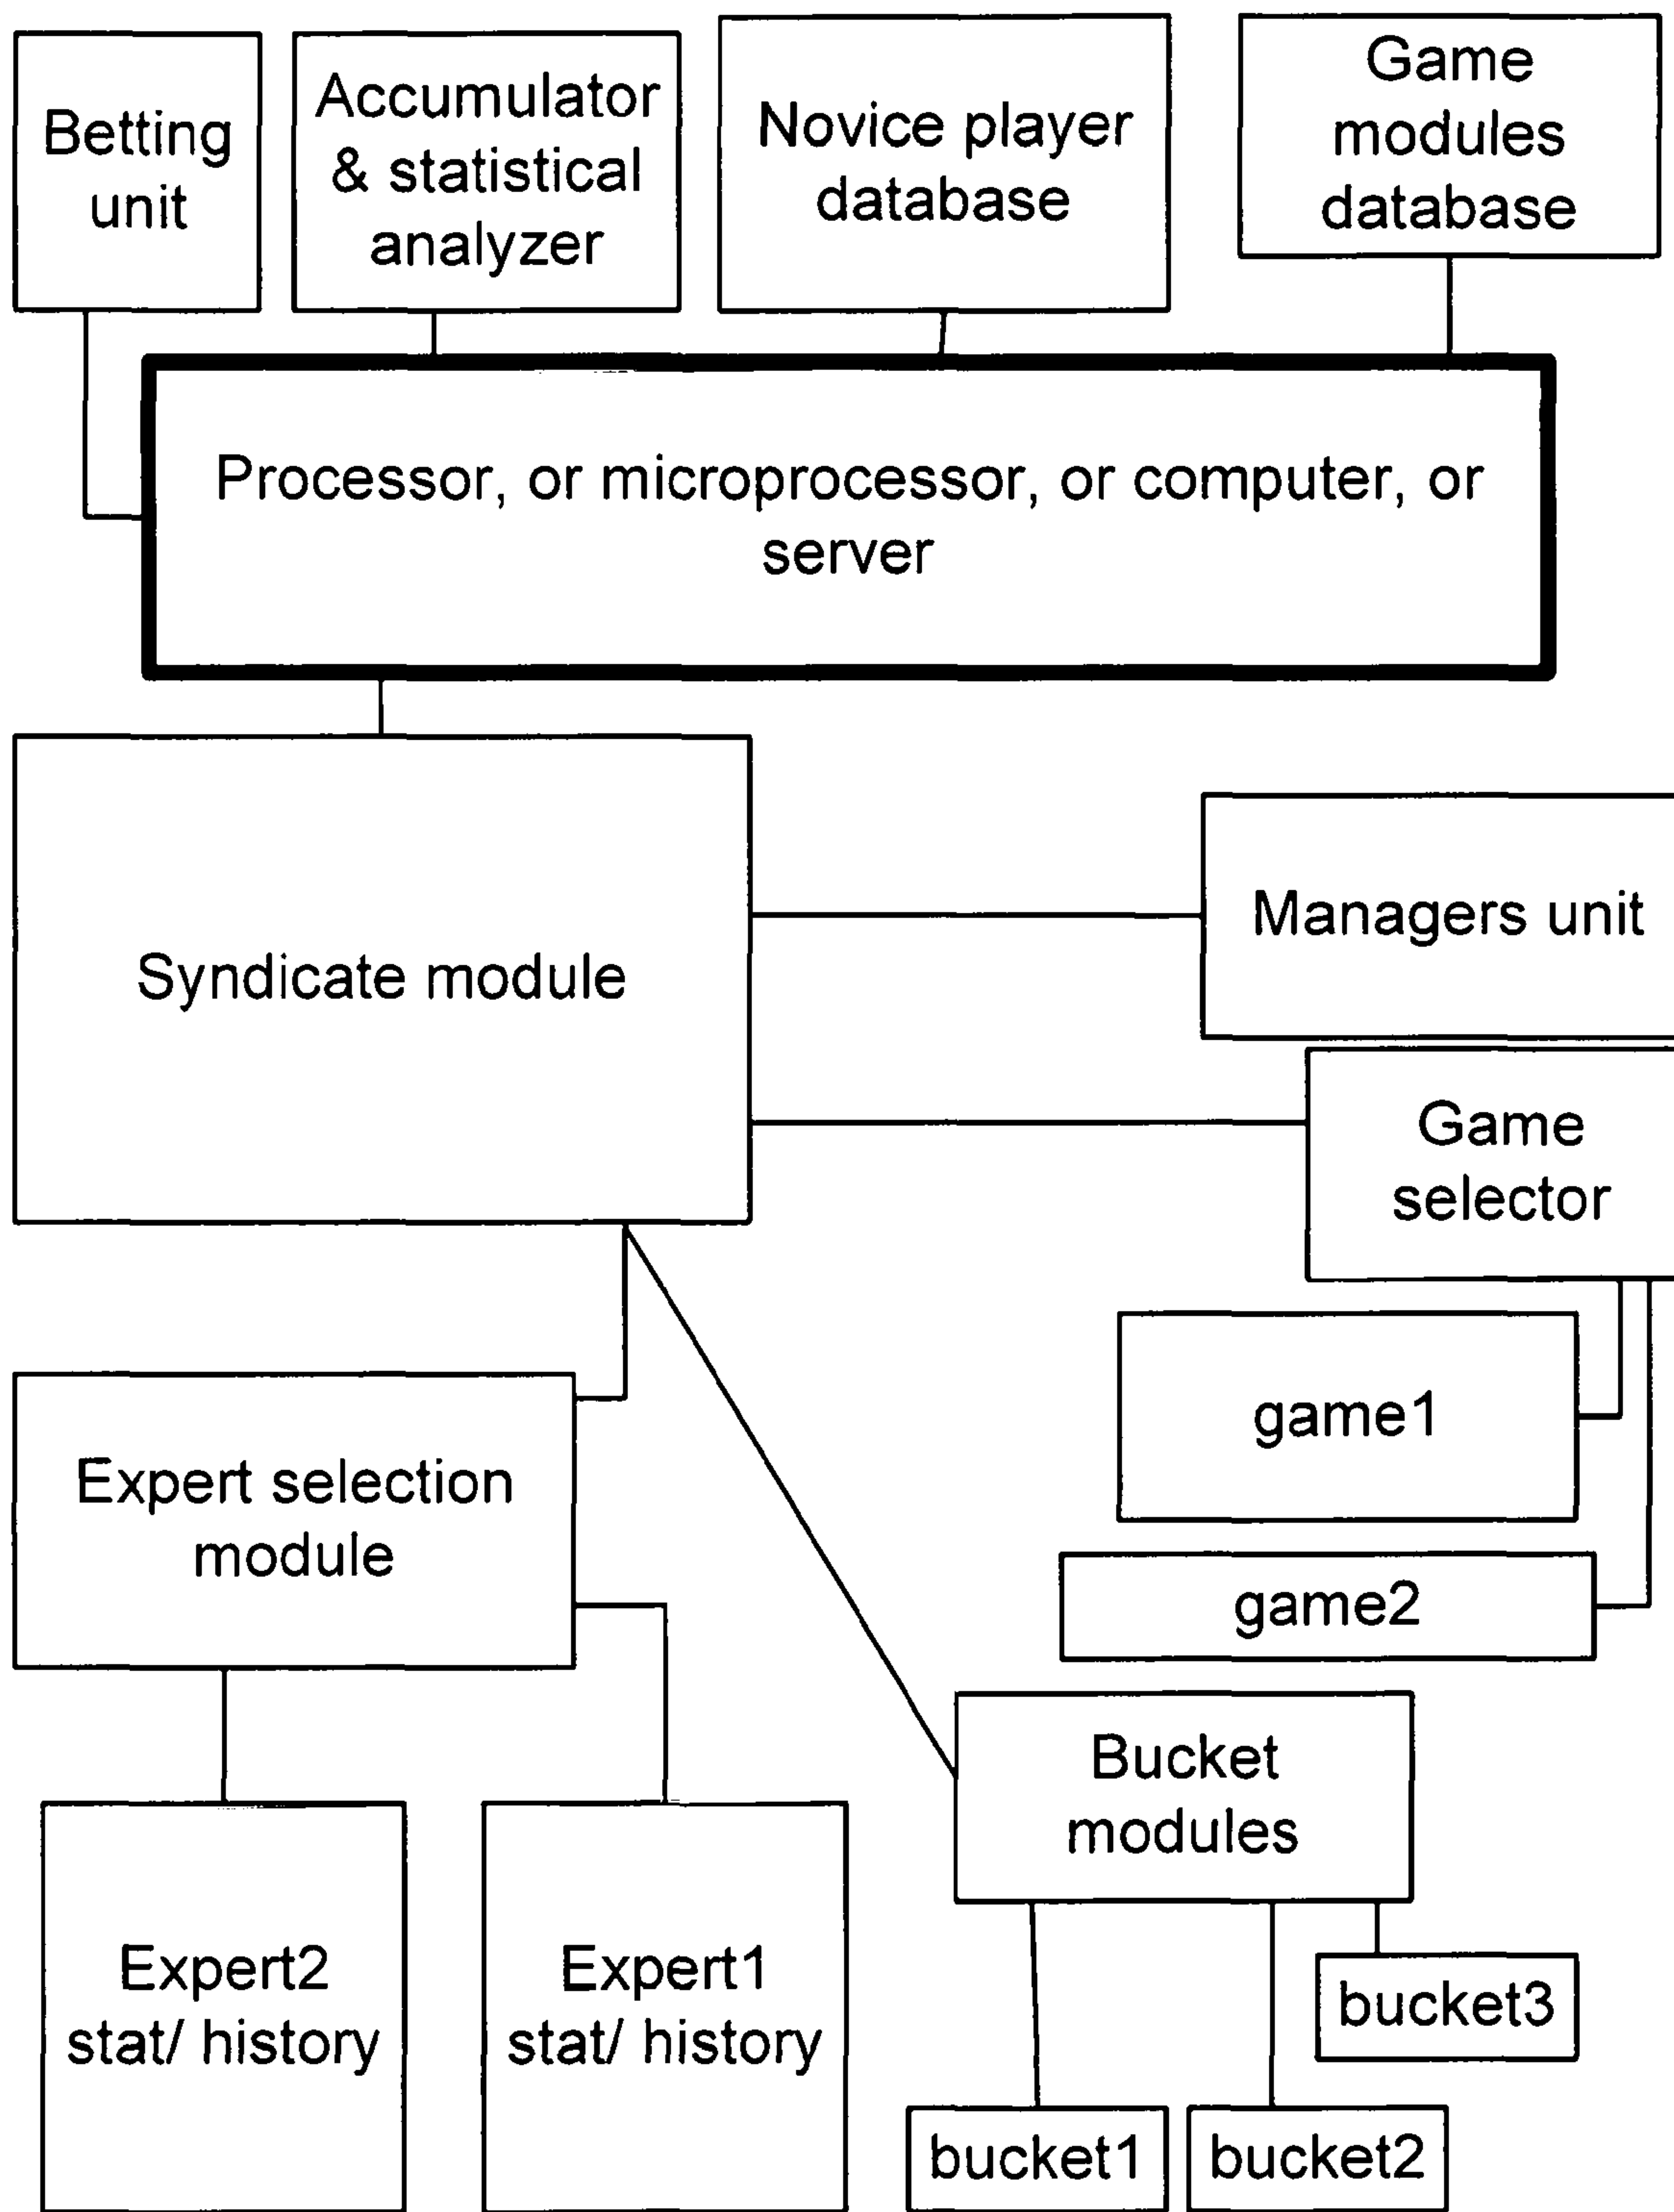 Betting
unit
Accumulator
& statistical
analyzer
Novice player
database
Game
modules
database
Processor, or microprocessor, or computer, or
server
Syndicate module
Managers unit
Game
selector
game1
game2
Expert selection
module
Bucket
modules
Expert2
stat/ history
Expert1
stat/ history
bucket3
bucket1
bucket2